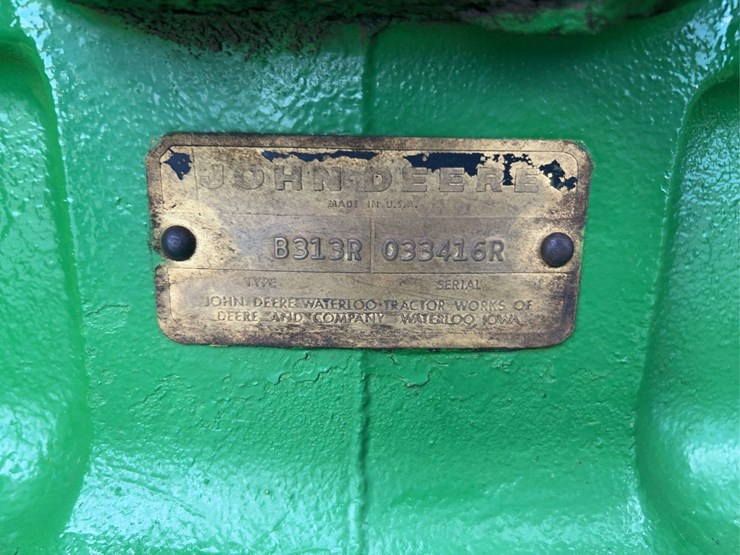 JOHN DEERE
MADE IN U.S.A.
B313R 033416R
TYPE SERIAL
JOHN DEERE WATERLOO TRACTOR WORKS OF
DEERE AND COMPANY WATERLOO, IOWA